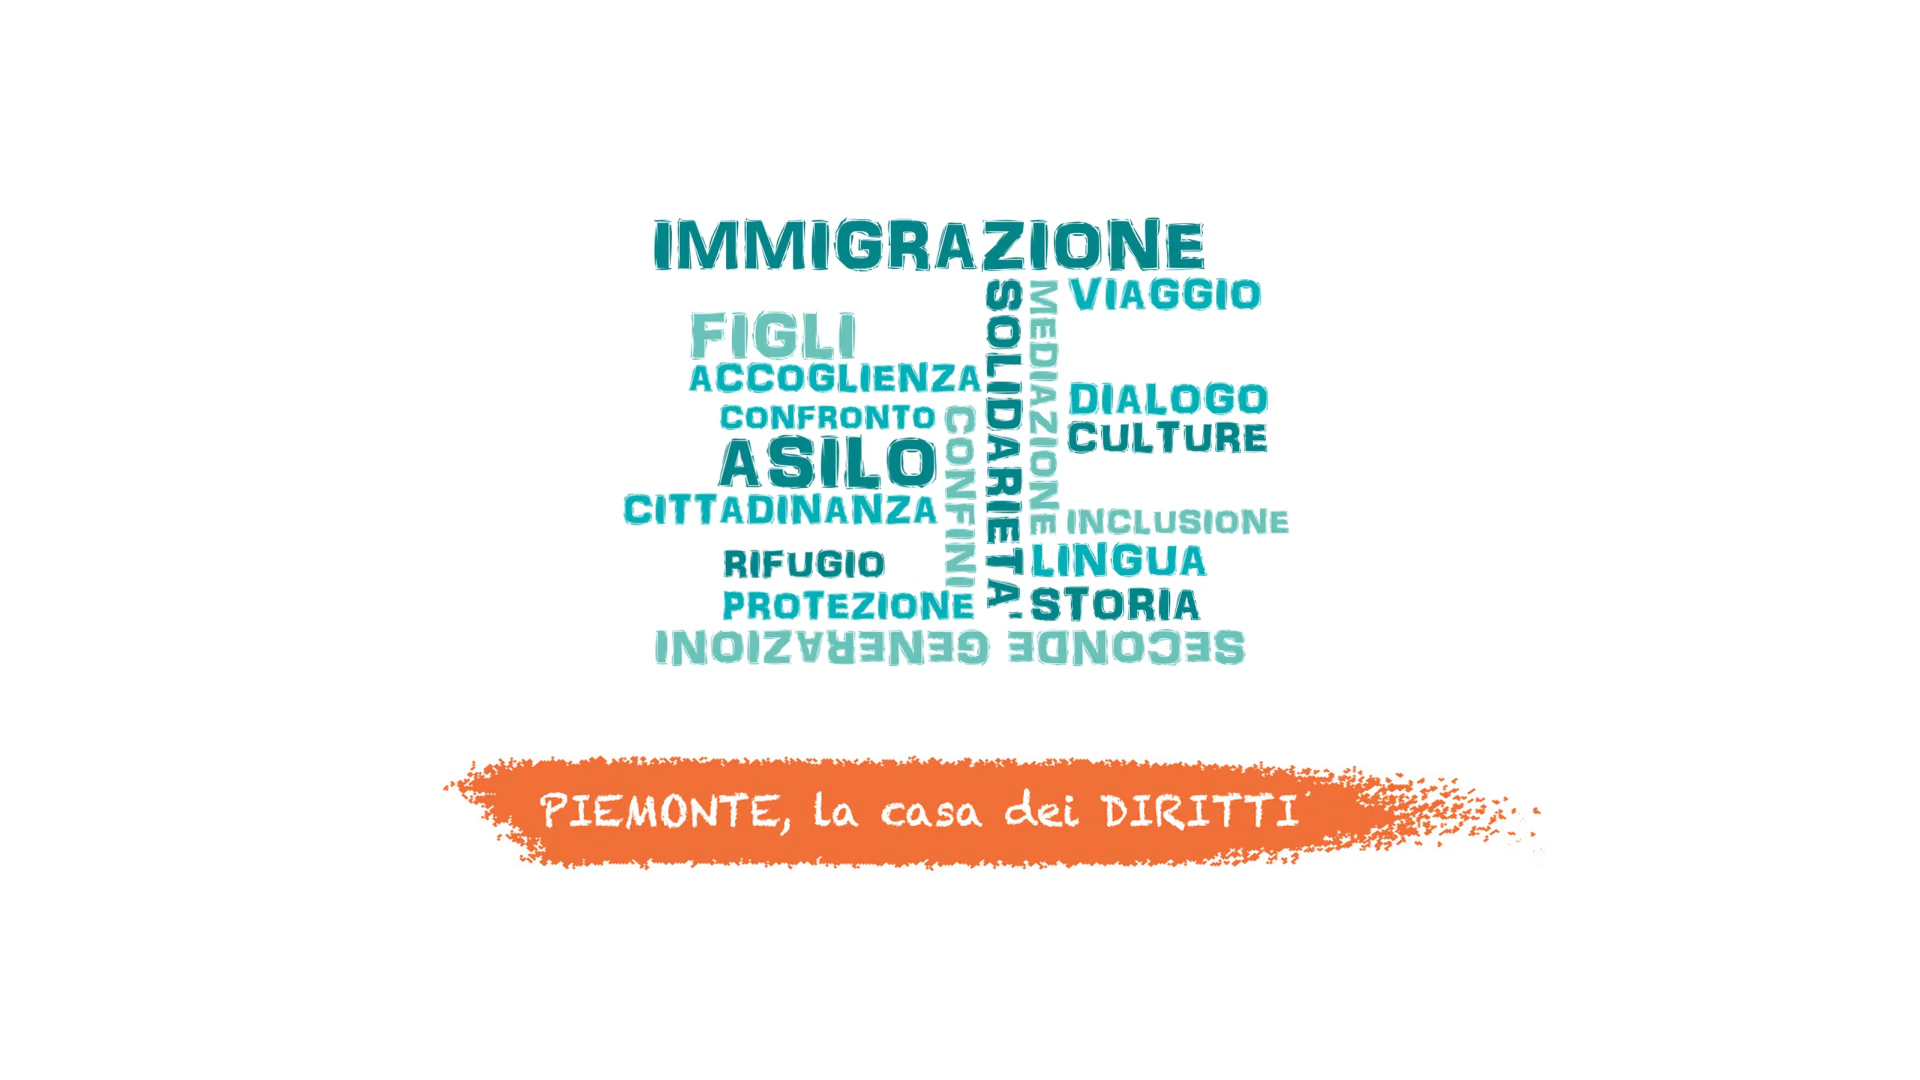 IMMIGRAZIONE
VIAGGIO
SOLIDARIETA'
MEDIAZIONE
FIGLI
ACCOGLIENZA
DIALOGO
CONFRONTO
CONFINI
CULTURE
ASILO
CITTADINANZA
INCLUSIONE
RIFUGIO
LINGUA
PROTEZIONE
STORIA
SECONDE GENERAZIONI
PIEMONTE, la casa dei DIRITTI